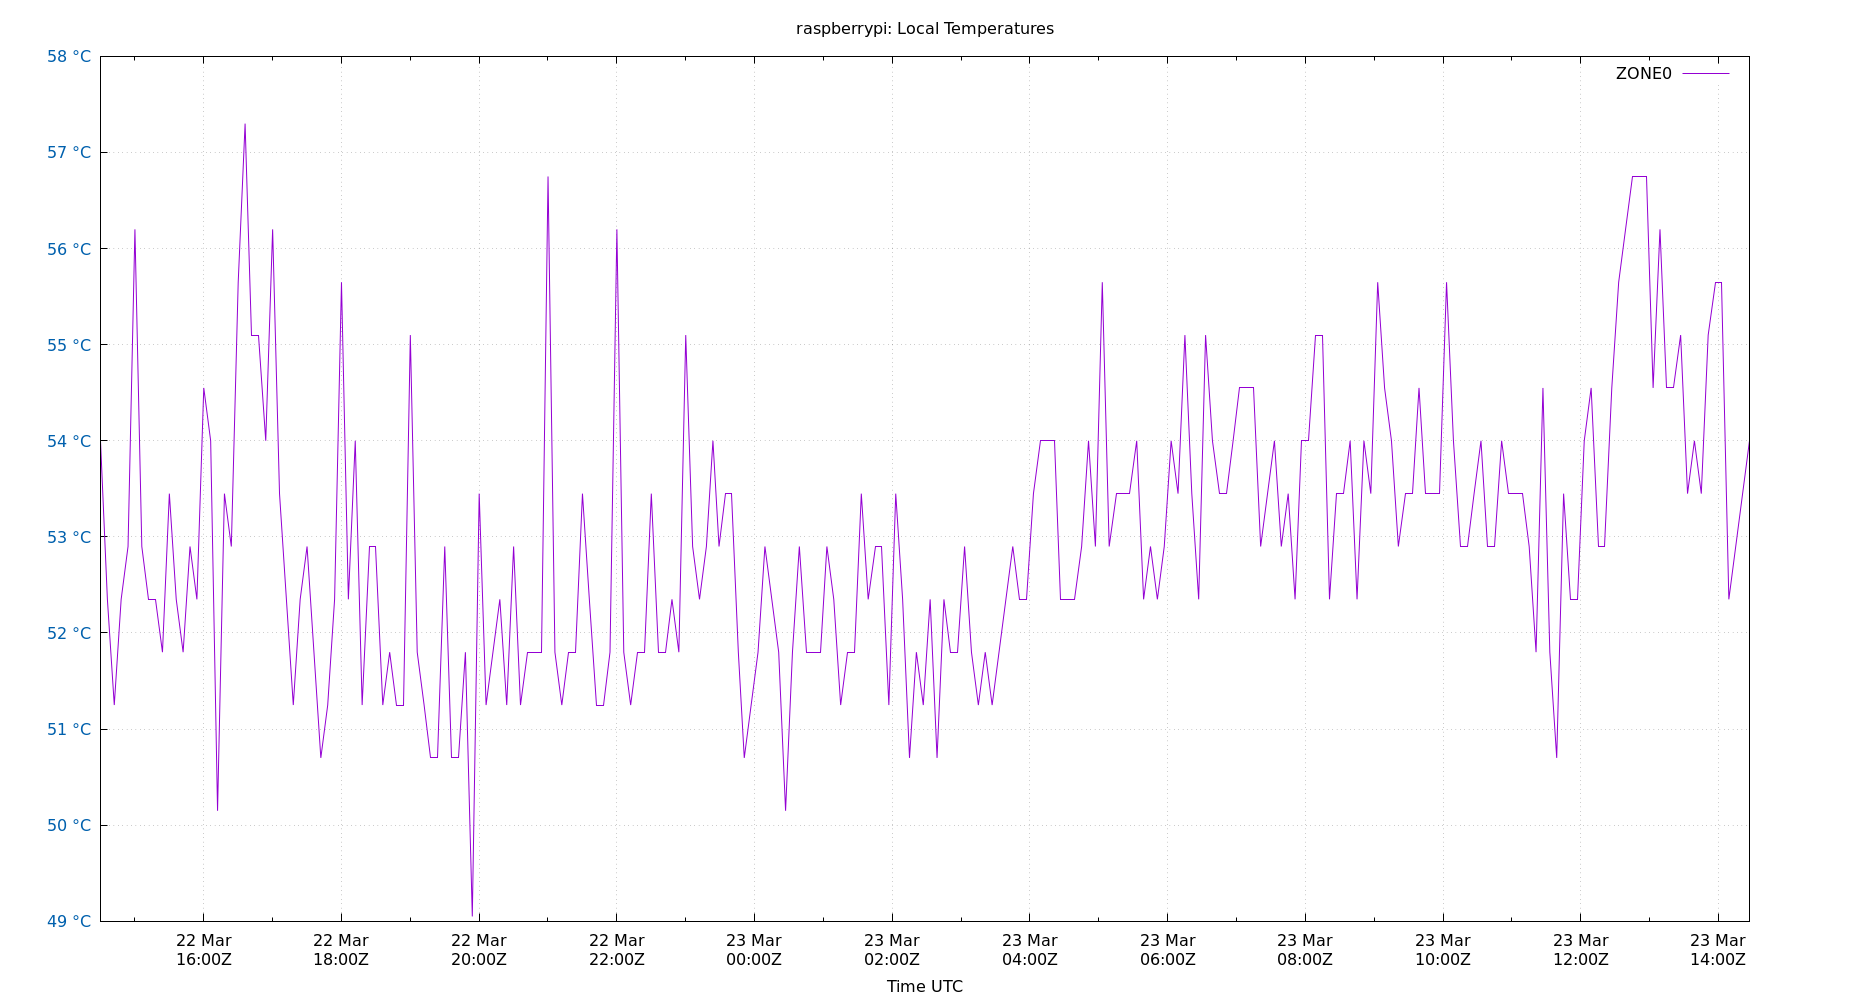 raspberrypi: Local Temperatures
58 °C
ZONE0
57 °C
56 °C
55 °C
54 °C
53 °C
52 °C
51 °C
50 °C
49 °C
22 Mar 22 Mar 22 Mar 22 Mar 23 Mar 23 Mar 23 Mar 23 Mar 23 Mar 23 Mar 23 Mar 23 Mar
16:00Z 18:00Z 20:00Z 22:00Z 00:00Z 02:00Z 04:00Z 06:00Z 08:00Z 10:00Z 12:00Z 14:00Z
Time UTC